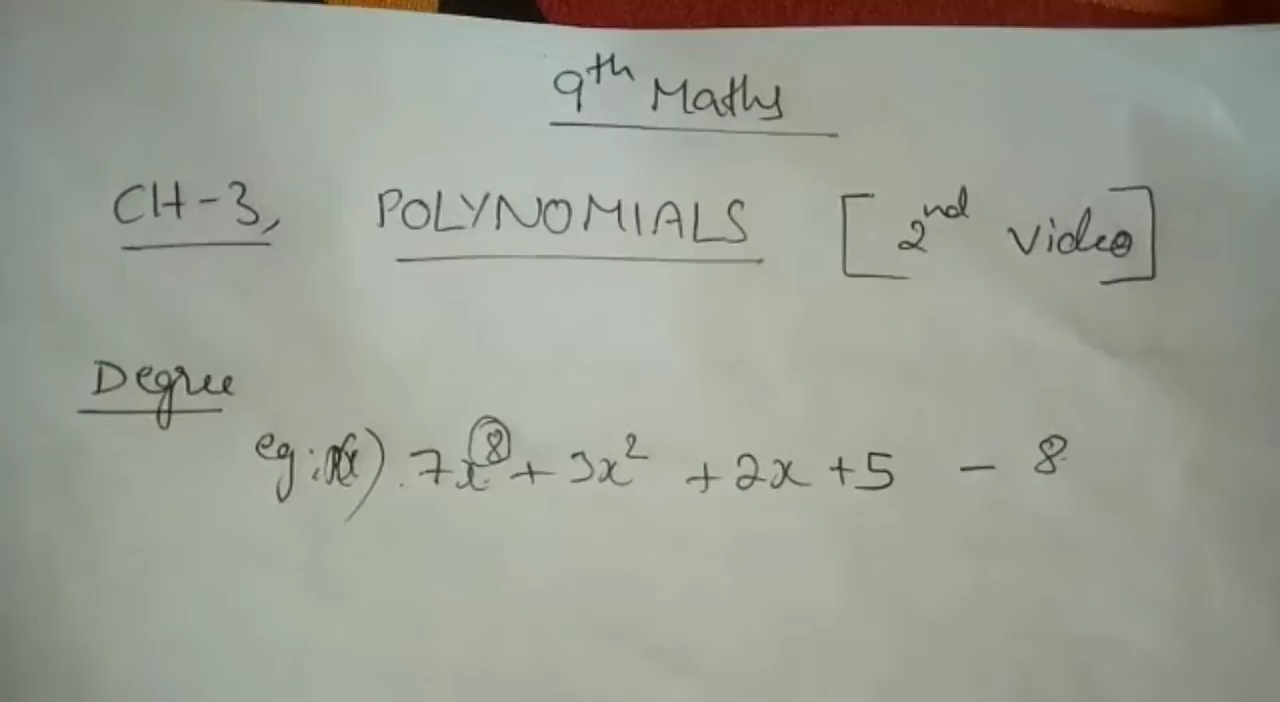 9th Maths
CH-3, POLYNOMIALS [2nd Video]
Degree
eg: 7x⁸ + 3x² + 2x + 5 - 8